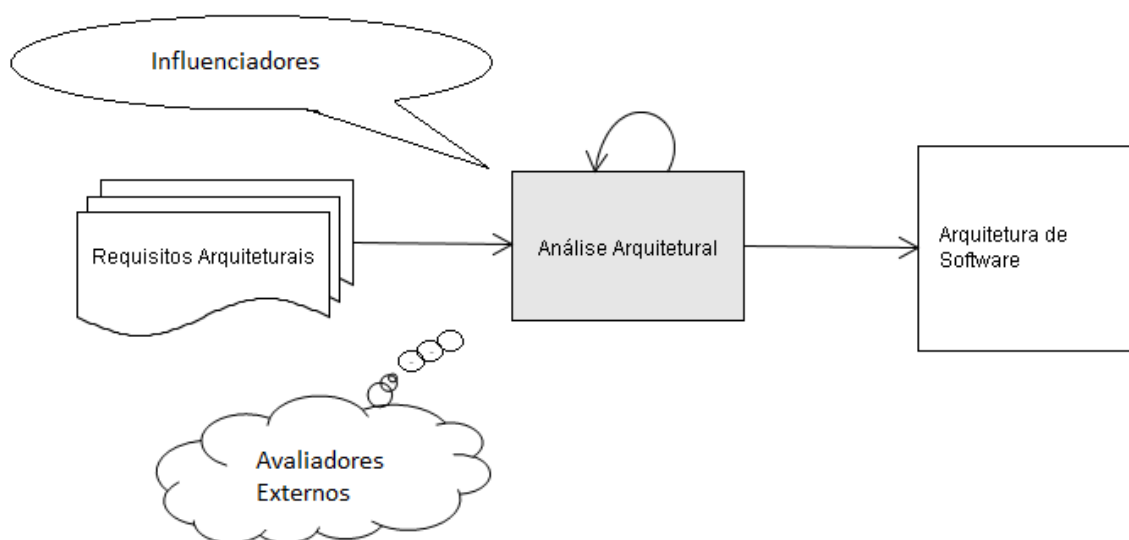 Influenciadores
Requisitos Arquiteturais
Análise Arquitetural
Arquitetura de
Software
Avaliadores
Externos